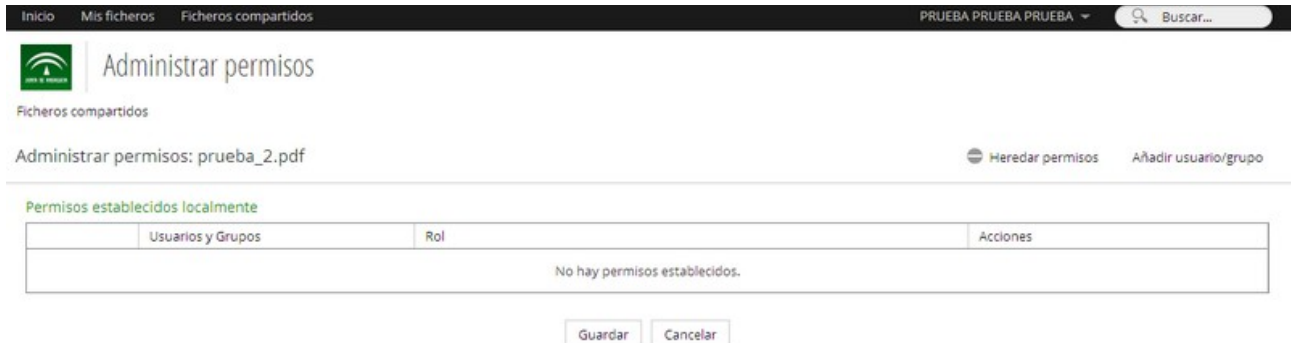 Inicio Mis ficheros Ficheros compartidos PRUEBA PRUEBA PRUEBA Buscar...
Administrar permisos
Ficheros compartidos
Administrar permisos: prueba_2.pdf Heredar permisos Añadir usuario/grupo
Permisos establecidos localmente
Usuarios y Grupos Rol Acciones
No hay permisos establecidos.
Guardar Cancelar